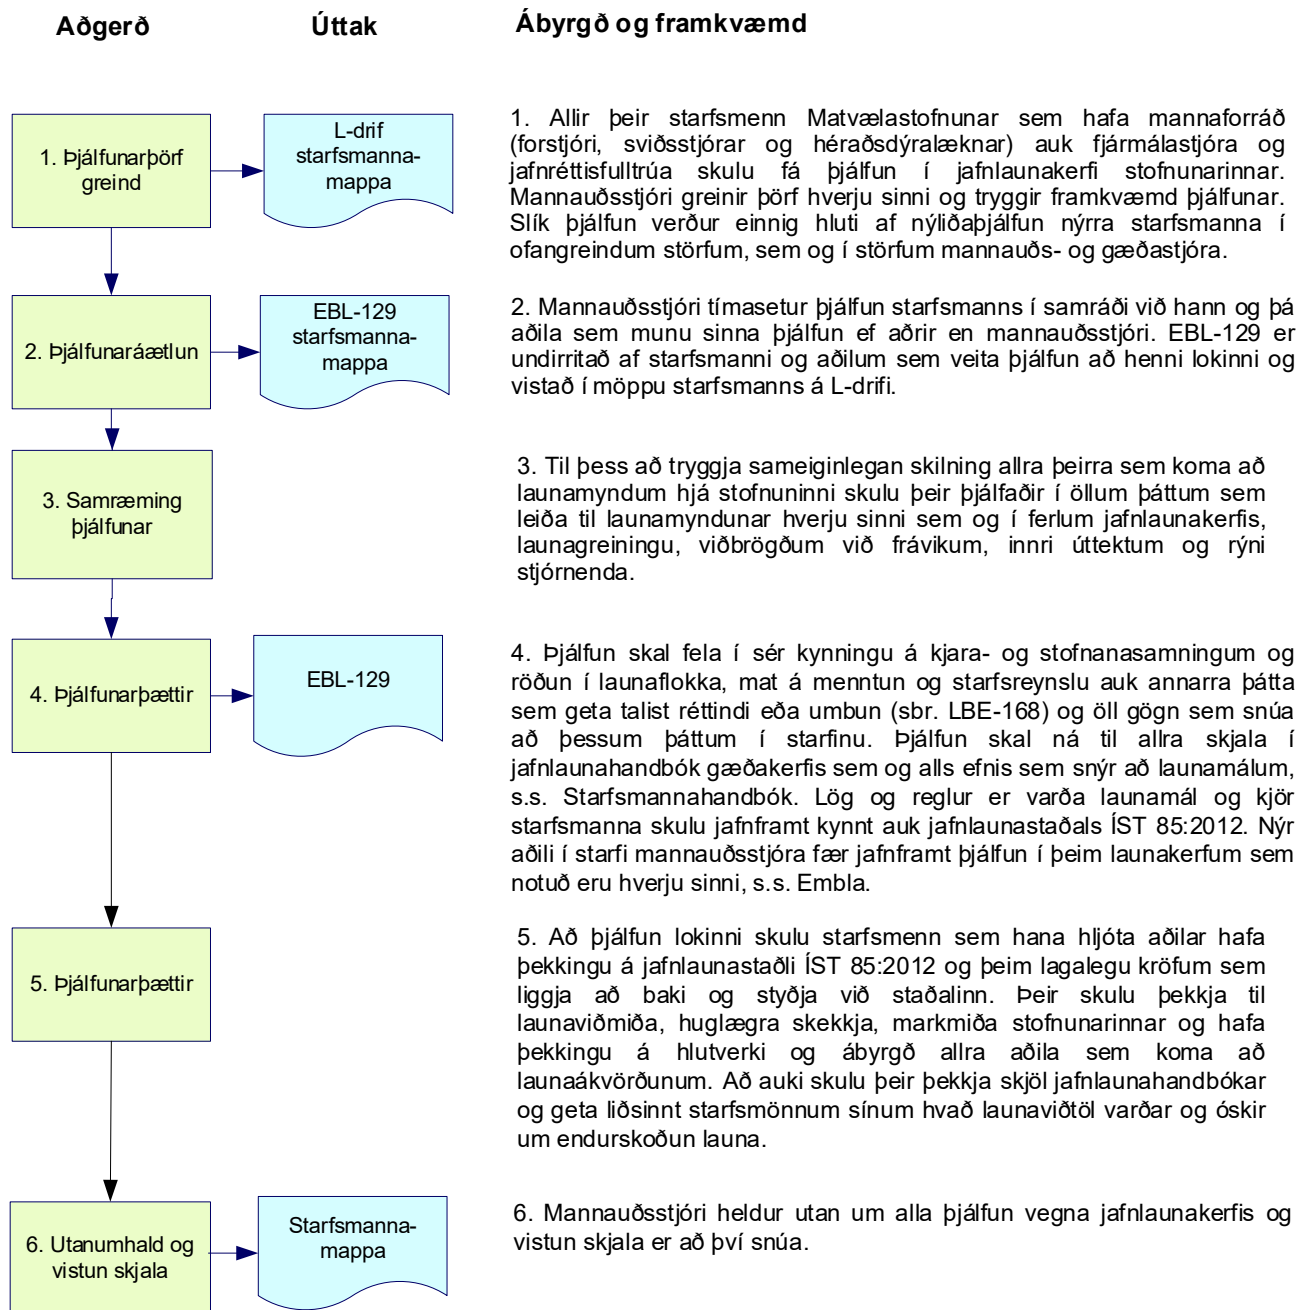 Aðgerð
Úttak
Ábyrgð og framkvæmd
1. Þjálfunarþörf
greind
L-drif
starfsmanna-
mappa
1. Allir þeir starfsmenn Matvælastofnunar sem hafa mannaforráð
(forstjóri, sviðsstjórar og héraðsdýralæknar) auk fjármálastjóra og
jafnréttisfulltrúa skulu fá þjálfun í jafnlaunakerfi stofnunarinnar.
Mannauðsstjóri greinir þörf hverju sinni og tryggir framkvæmd þjálfunar.
Slík þjálfun verður einnig hluti af nýliðaþjálfun nýrra starfsmanna í
ofangreindum störfum, sem og í störfum mannauðs- og gæðastjóra.
2. Þjálfunaráætlun
EBL-129
starfsmanna-
mappa
2. Mannauðsstjóri tímasetur þjálfun starfsmanns í samráði við hann og þá
aðila sem munu sinna þjálfun ef aðrir en mannauðsstjóri. EBL-129 er
undirritað af starfsmanni og aðilum sem veita þjálfun að henni lokinni og
vistað í möppu starfsmanns á L-drifi.
3. Samræming
þjálfunar
3. Til þess að tryggja sameiginlegan skilning allra þeirra sem koma að
launamyndum hjá stofnuninni skulu þeir þjálfaðir í öllum þáttum sem
leiða til launamyndunar hverju sinni sem og í ferlum jafnlaunakerfis,
launagreiningu, viðbrögðum við frávikum, innri úttektum og rýni
stjórnenda.
4. Þjálfunarþættir
EBL-129
4. Þjálfun skal fela í sér kynningu á kjara- og stofnanasamningum og
röðun í launaflokka, mat á menntun og starfsreynslu auk annarra þátta
sem geta talist réttindi eða umbun (sbr. LBE-168) og öll gögn sem snúa
að þessum þáttum í starfinu. Þjálfun skal ná til allra skjala í
jafnlaunahandbók gæðakerfis sem og alls efnis sem snýr að launamálum,
s.s. Starfsmannahandbók. Lög og reglur er varða launamál og kjör
starfsmanna skulu jafnframt kynnt auk jafnlaunastaðals ÍST 85:2012. Nýr
aðili í starfi mannauðsstjóra fær jafnframt þjálfun í þeim launakerfum sem
notuð eru hverju sinni, s.s. Embla.
5. Þjálfunarþættir
5. Að þjálfun lokinni skulu starfsmenn sem hana hljóta aðilar hafa
þekkingu á jafnlaunastaðli ÍST 85:2012 og þeim lagalegu kröfum sem
liggja að baki og styðja við staðalinn. Þeir skulu þekkja til
launaviðmiða, huglægra skekkja, markmiða stofnunarinnar og hafa
þekkingu á hlutverki og ábyrgð allra aðila sem koma að
launaákvörðunum. Að auki skulu þeir þekkja skjöl jafnlaunahandbókar
og geta liðsinnt starfsmönnum sínum hvað launaviðtöl varðar og óskir
um endurskoðun launa.
6. Utanumhald og
vistun skjala
Starfsmanna-
mappa
6. Mannauðsstjóri heldur utan um alla þjálfun vegna jafnlaunakerfis og
vistun skjala er að því snúa.